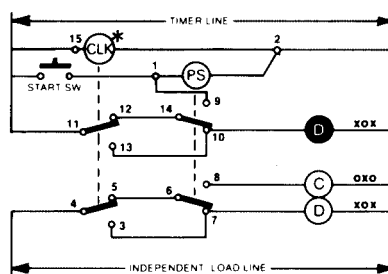 TIMER LINE
15 CLK * 2
START SW 1 PS
9
12 14
11 10 D XOX
13
8 C OXO
5 6
4 7 D XOX
3
INDEPENDENT LOAD LINE